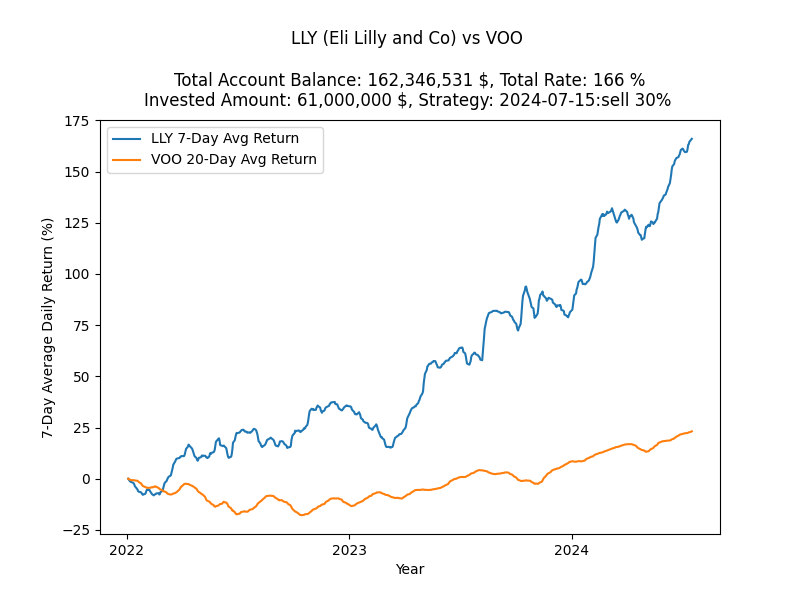 LLY (Eli Lilly and Co) vs VOO
Total Account Balance: 162,346,531 $, Total Rate: 166 %
Invested Amount: 61,000,000 $, Strategy: 2024-07-15:sell 30%
LLY 7-Day Avg Return
VOO 20-Day Avg Return
7-Day Average Daily Return (%)
175
150
125
100
75
50
25
0
−25
2022
2023
2024
Year